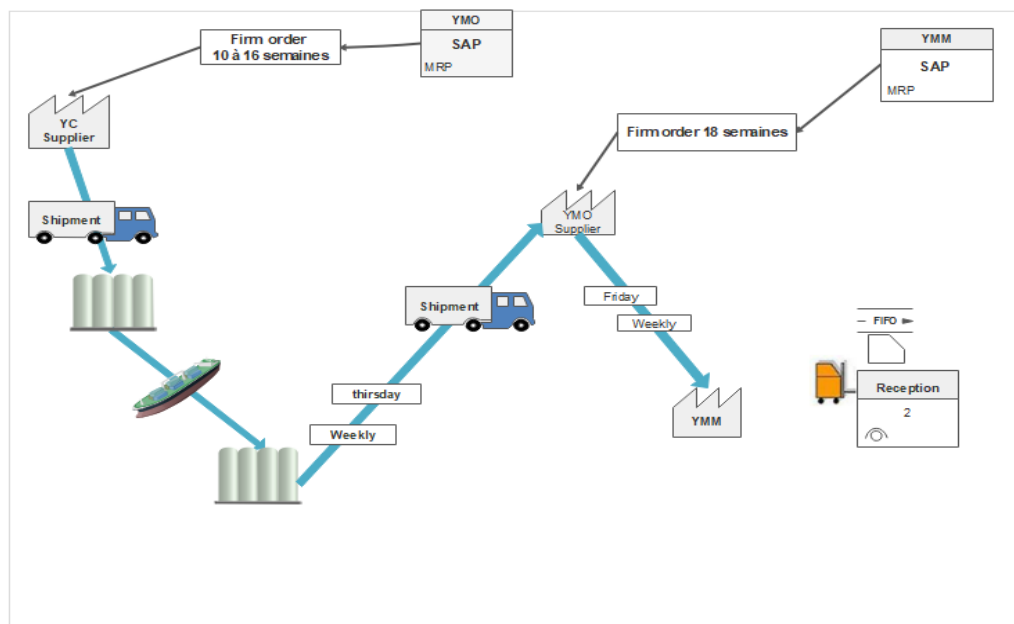 YMO
SAP
MRP
Firm order
10 à 16 semaines
YMM
SAP
MRP
Firm order 18 semaines
YC
Supplier
Shipment
YMO
Supplier
Shipment
Friday
Weekly
thirsday
Weekly
YMM
FIFO
Reception
2